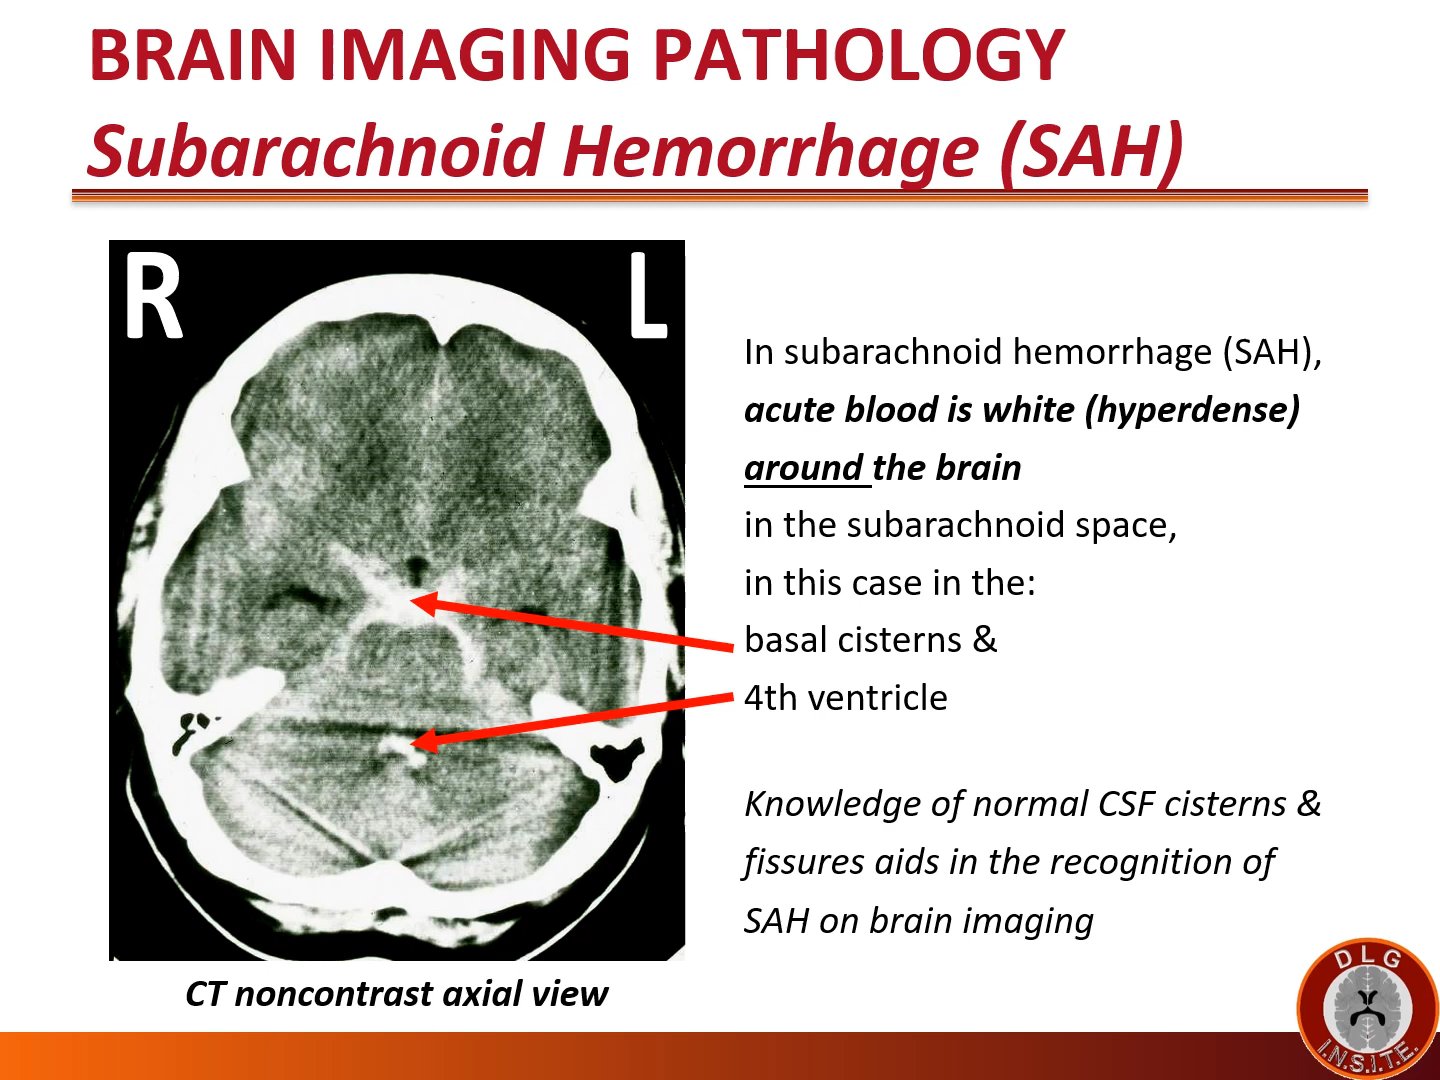 BRAIN IMAGING PATHOLOGY
Subarachnoid Hemorrhage (SAH)
R L
In subarachnoid hemorrhage (SAH),
acute blood is white (hyperdense)
around the brain
in the subarachnoid space,
in this case in the:
basal cisterns &
4th ventricle
Knowledge of normal CSF cisterns &
fissures aids in the recognition of
SAH on brain imaging
CT noncontrast axial view
DLG
I.N.S.I.T.E.